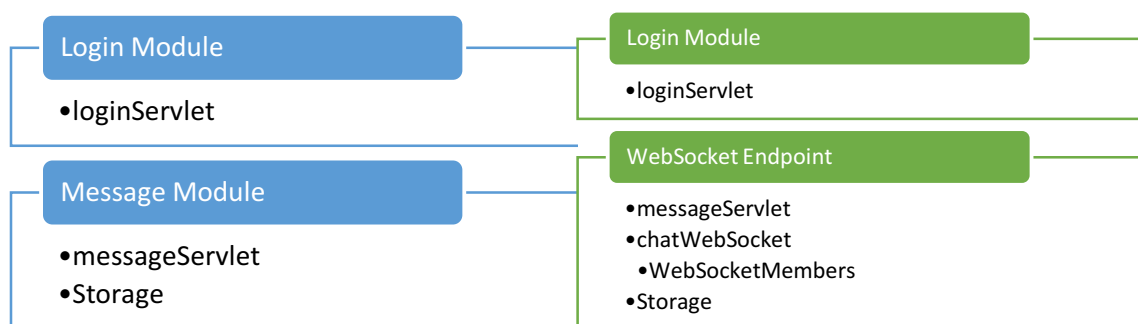 Login Module
•loginServlet
Message Module
•messageServlet
•Storage
Login Module
•loginServlet
WebSocket Endpoint
•messageServlet
•chatWebSocket
•WebSocketMembers
•Storage